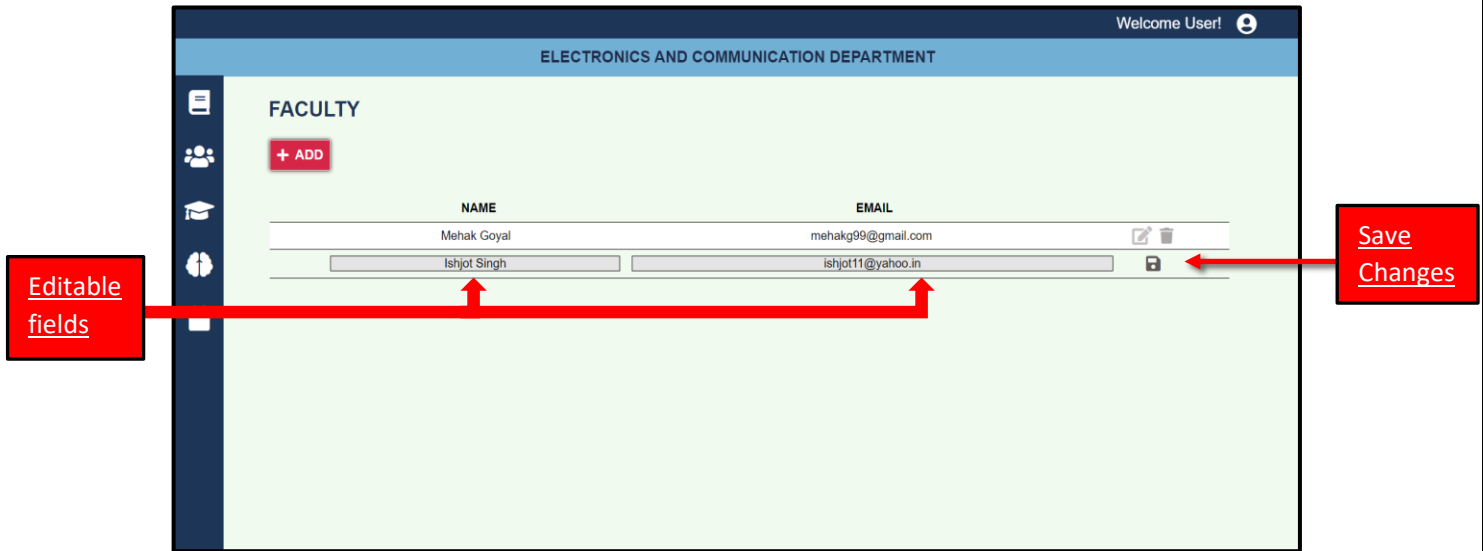 Welcome User!
ELECTRONICS AND COMMUNICATION DEPARTMENT
FACULTY
+ ADD
NAME EMAIL
Mehak Goyal mehakg99@gmail.com
Ishjot Singh ishjot11@yahoo.in
Editable
fields
Save
Changes